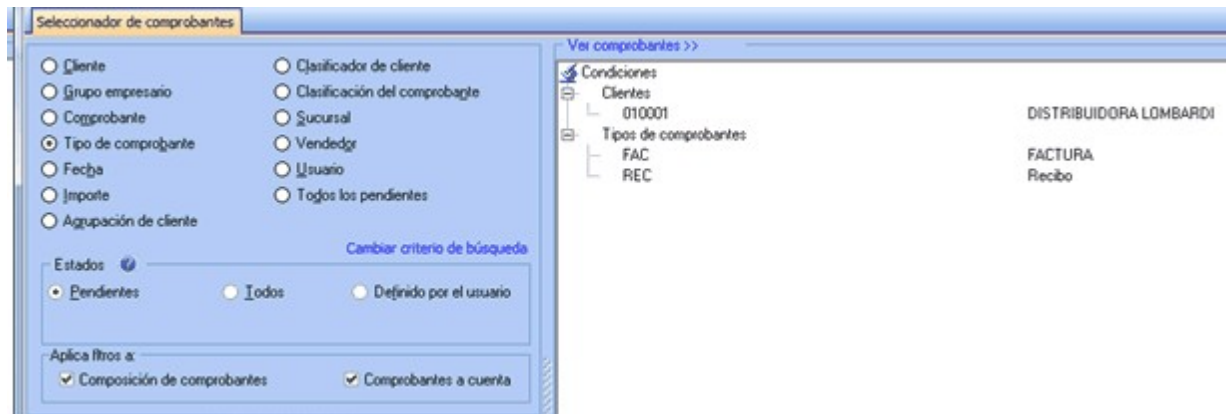 Seleccionador de comprobantes
Cliente
Clasificador de cliente
Grupo empresario
Clasificación del comprobante
Comprobante
Sucursal
Tipo de comprobante
Vendedor
Fecha
Usuario
Importe
Todos los pendientes
Agrupación de cliente
Cambiar criterio de búsqueda
Estados
Pendientes
Todos
Definido por el usuario
Aplica filtros a:
Composición de comprobantes
Comprobantes a cuenta
Ver comprobantes >>
Condiciones
Clientes
010001 DISTRIBUIDORA LOMBARDI
Tipos de comprobantes
FAC FACTURA
REC Recibo